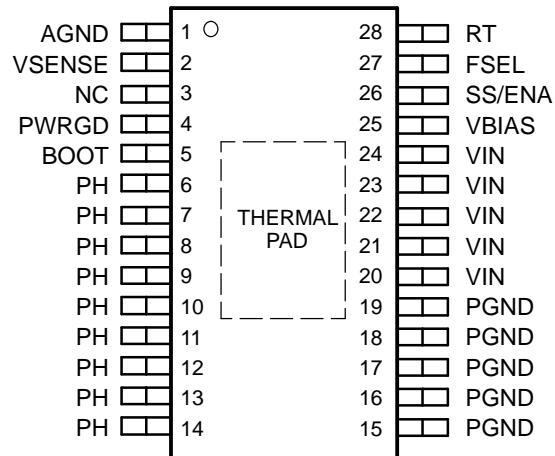 AGND 1 28 RT
VSENSE 2 27 FSEL
NC 3 26 SS/ENA
PWRGD 4 25 VBIAS
BOOT 5 24 VIN
PH 6 23 VIN
PH 7 22 VIN
PH 8 21 VIN
PH 9 20 VIN
PH 10 19 PGND
PH 11 18 PGND
PH 12 17 PGND
PH 13 16 PGND
PH 14 15 PGND
THERMAL
PAD